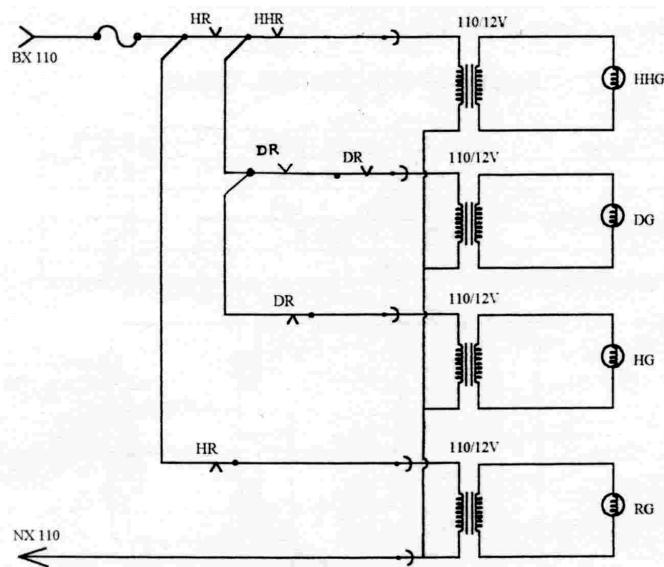 HR HHR 110/12V
BX 110
HHG
DR DR 110/12V
DG
110/12V
DR
HG
110/12V
HR
RG
NX 110